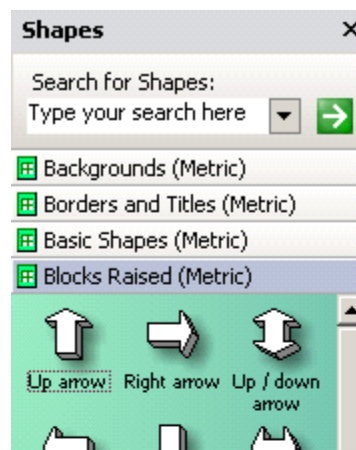 Shapes
Search for Shapes:
Type your search here
Backgrounds (Metric)
Borders and Titles (Metric)
Basic Shapes (Metric)
Blocks Raised (Metric)
Up arrow Right arrow Up / down
arrow